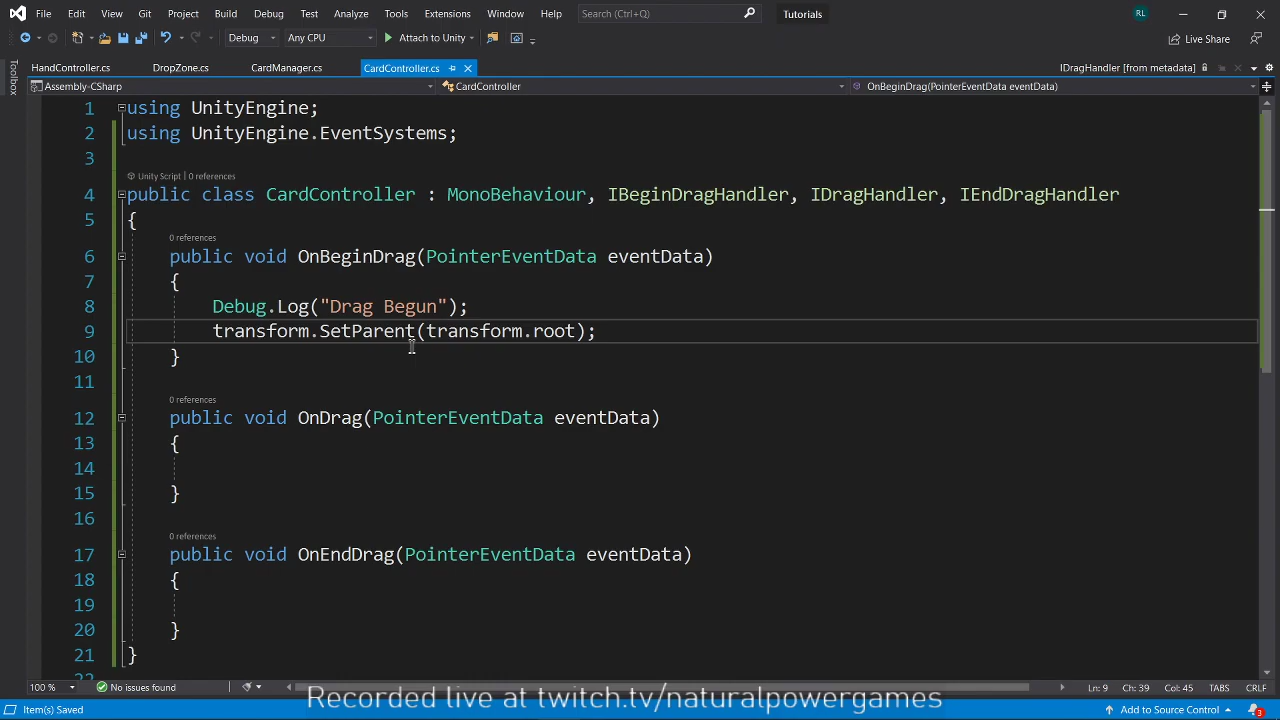 File Edit View Git Project Build Debug Test Analyze Tools Extensions Window Help Search (Ctrl+Q) Tutorials RL
Debug Any CPU Attach to Unity Live Share
HandController.cs DropZone.cs CardManager.cs CardController.cs IDragHandler [from metadata]
Toolbox
Assembly-CSharp CardController OnBeginDrag(PointerEventData eventData)
1 using UnityEngine;
2 using UnityEngine.EventSystems;
3
Unity Script | 0 references
4 public class CardController : MonoBehaviour, IBeginDragHandler, IDragHandler, IEndDragHandler
5 {
0 references
6 public void OnBeginDrag(PointerEventData eventData)
7 {
8 Debug.Log("Drag Begun");
9 transform.SetParent(transform.root);
10 }
11
0 references
12 public void OnDrag(PointerEventData eventData)
13 {
14
15 }
16
0 references
17 public void OnEndDrag(PointerEventData eventData)
18 {
19
20 }
21 }
22
100 % No issues found Ln: 9 Ch: 39 Col: 45 TABS CRLF
Recorded live at twitch.tv/naturalpowergames
Item(s) Saved Add to Source Control 3